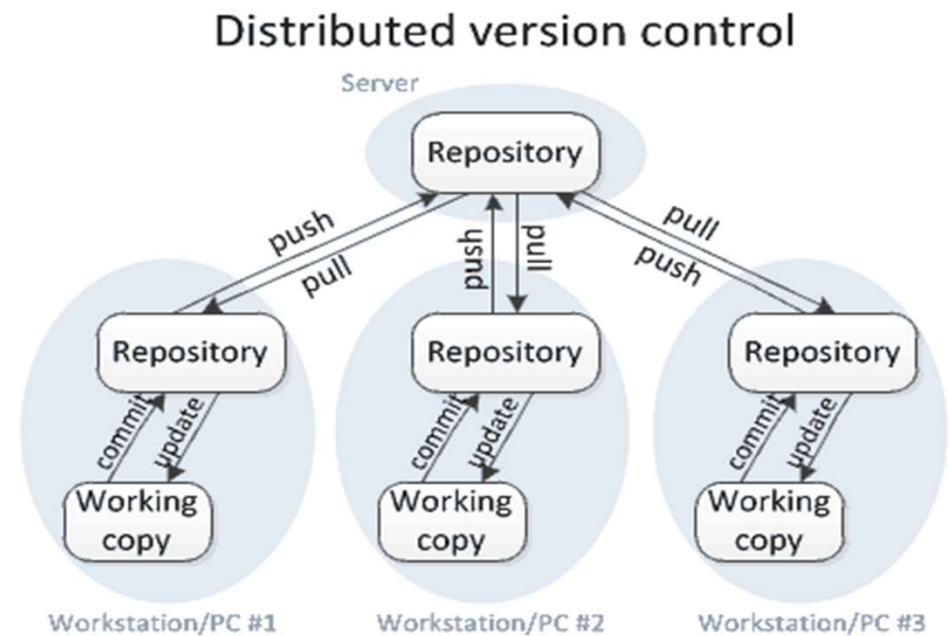 Distributed version control
Server
Repository
push
pull
push
pull
pull
push
Repository
Repository
Repository
commit
update
commit
update
commit
update
Working
copy
Working
copy
Working
copy
Workstation/PC #1
Workstation/PC #2
Workstation/PC #3